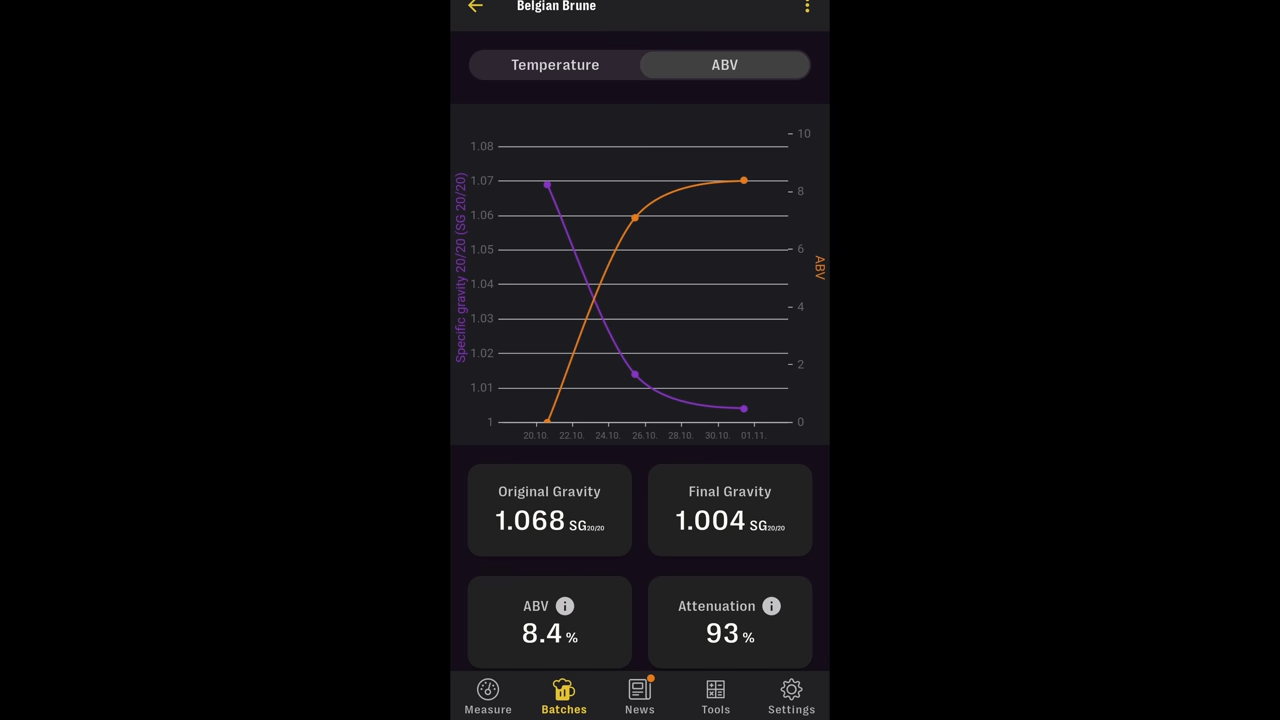 Belgian Brune
Temperature ABV
Specific gravity 20/20 (SG 20/20)
1.08
1.07
1.06
1.05
1.04
1.03
1.02
1.01
1
10
8
6
4
2
0
ABV
20.10. 22.10. 24.10. 26.10. 28.10. 30.10. 01.11.
Original Gravity
1.068 SG20/20
Final Gravity
1.004 SG20/20
ABV i
8.4 %
Attenuation i
93 %
Measure Batches News Tools Settings